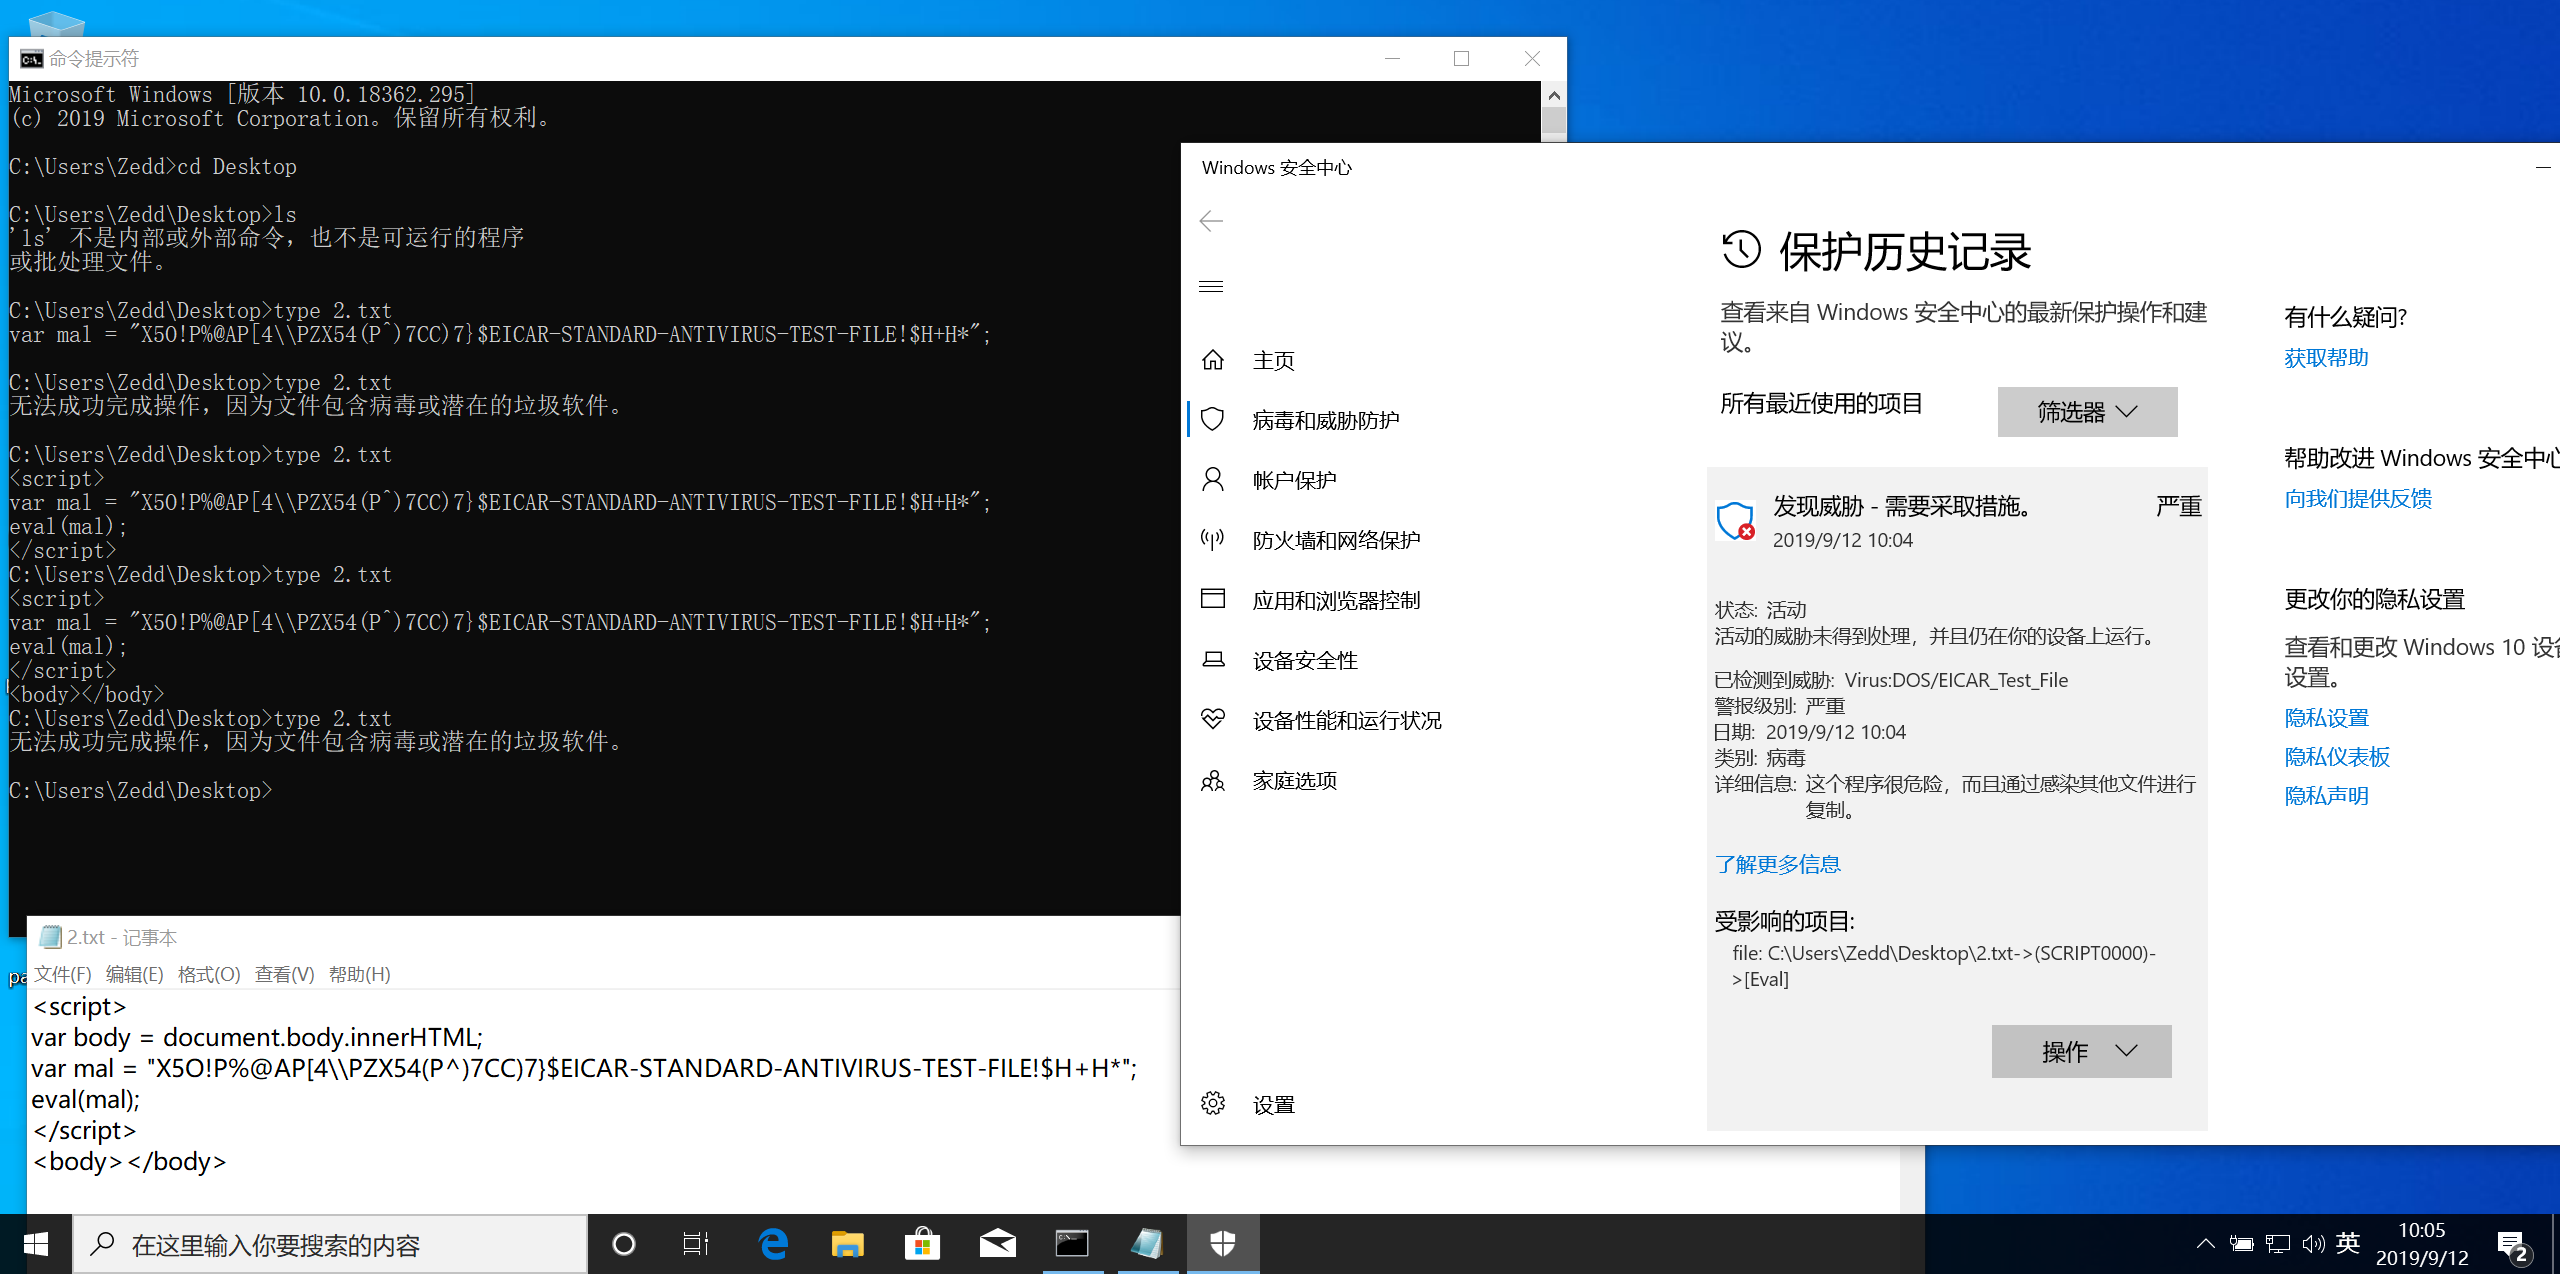 命令提示符
Microsoft Windows [版本 10.0.18362.295]
(c) 2019 Microsoft Corporation。保留所有权利。
C:\Users\Zedd>cd Desktop
C:\Users\Zedd\Desktop>ls
'ls' 不是内部或外部命令，也不是可运行的程序
或批处理文件。
C:\Users\Zedd\Desktop>type 2.txt
var mal = "X5O!P%@AP[4\\PZX54(P^)7CC)7}$EICAR-STANDARD-ANTIVIRUS-TEST-FILE!$H+H*";
C:\Users\Zedd\Desktop>type 2.txt
无法成功完成操作，因为文件包含病毒或潜在的垃圾软件。
C:\Users\Zedd\Desktop>type 2.txt
<script>
var mal = "X5O!P%@AP[4\\PZX54(P^)7CC)7}$EICAR-STANDARD-ANTIVIRUS-TEST-FILE!$H+H*";
eval(mal);
</script>
C:\Users\Zedd\Desktop>type 2.txt
<script>
var mal = "X5O!P%@AP[4\\PZX54(P^)7CC)7}$EICAR-STANDARD-ANTIVIRUS-TEST-FILE!$H+H*";
eval(mal);
</script>
<body></body>
C:\Users\Zedd\Desktop>type 2.txt
无法成功完成操作，因为文件包含病毒或潜在的垃圾软件。
C:\Users\Zedd\Desktop>
pa
2.txt - 记事本
文件(F) 编辑(E) 格式(O) 查看(V) 帮助(H)
<script>
var body = document.body.innerHTML;
var mal = "X5O!P%@AP[4\\PZX54(P^)7CC)7}$EICAR-STANDARD-ANTIVIRUS-TEST-FILE!$H+H*";
eval(mal);
</script>
<body></body>
Windows 安全中心
主页
病毒和威胁防护
帐户保护
防火墙和网络保护
应用和浏览器控制
设备安全性
设备性能和运行状况
家庭选项
设置
保护历史记录
查看来自 Windows 安全中心的最新保护操作和建
议。
所有最近使用的项目
筛选器
发现威胁 - 需要采取措施。
严重
2019/9/12 10:04
状态: 活动
活动的威胁未得到处理，并且仍在你的设备上运行。
已检测到威胁: Virus:DOS/EICAR_Test_File
警报级别: 严重
日期: 2019/9/12 10:04
类别: 病毒
详细信息: 这个程序很危险，而且通过感染其他文件进行
复制。
了解更多信息
受影响的项目:
file: C:\Users\Zedd\Desktop\2.txt->(SCRIPT0000)-
>[Eval]
操作
有什么疑问?
获取帮助
帮助改进 Windows 安全中心
向我们提供反馈
更改你的隐私设置
查看和更改 Windows 10 设备
设置。
隐私设置
隐私仪表板
隐私声明
在这里输入你要搜索的内容
英
10:05
2019/9/12
2